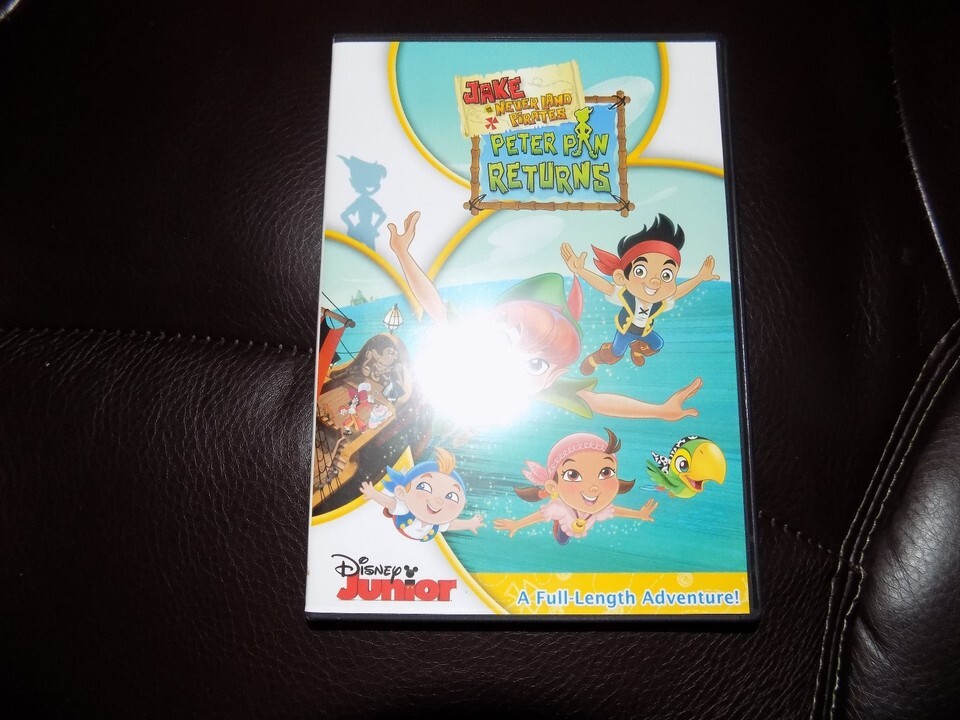 JAKE
AND THE
NEVER LAND
PIRATES
PETER PAN
RETURNS
DISNEY
Junior
A Full-Length Adventure!